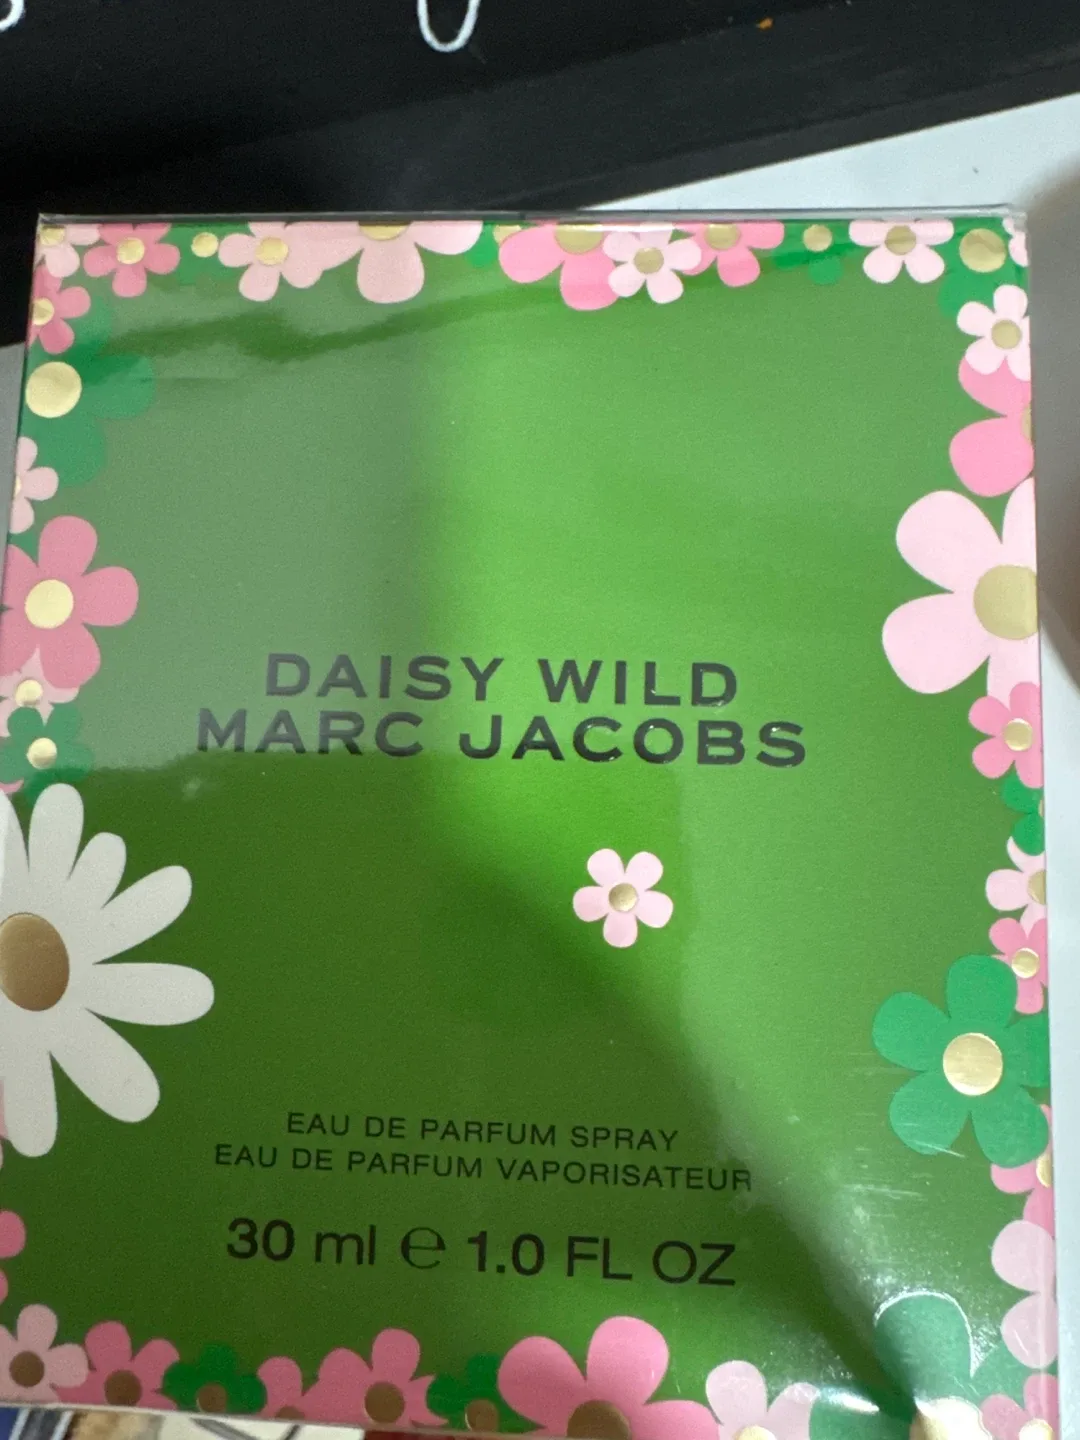 DAISY WILD
MARC JACOBS
EAU DE PARFUM SPRAY
EAU DE PARFUM VAPORISATEUR
30 ml ℮ 1.0 FL OZ